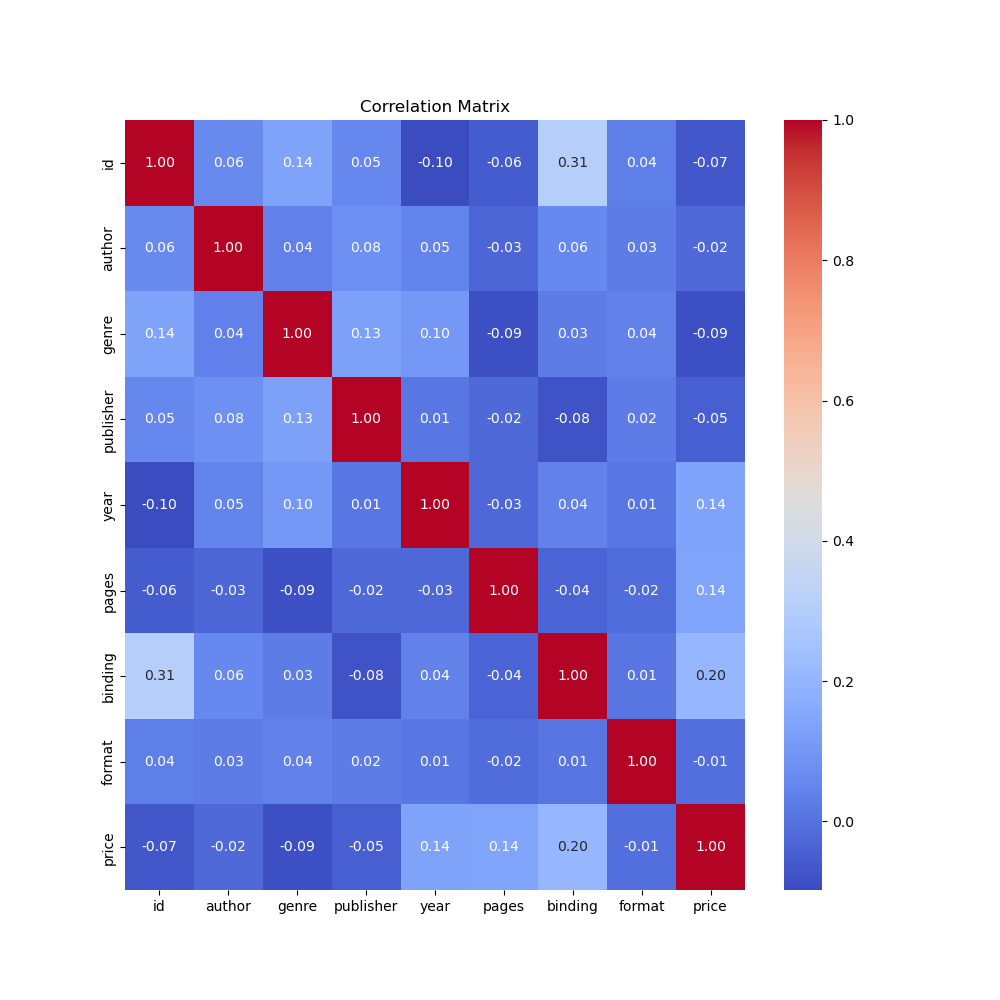 Correlation Matrix
id 1.00 0.06 0.14 0.05 -0.10 -0.06 0.31 0.04 -0.07
author 0.06 1.00 0.04 0.08 0.05 -0.03 0.06 0.03 -0.02
genre 0.14 0.04 1.00 0.13 0.10 -0.09 0.03 0.04 -0.09
publisher 0.05 0.08 0.13 1.00 0.01 -0.02 -0.08 0.02 -0.05
year -0.10 0.05 0.10 0.01 1.00 -0.03 0.04 0.01 0.14
pages -0.06 -0.03 -0.09 -0.02 -0.03 1.00 -0.04 -0.02 0.14
binding 0.31 0.06 0.03 -0.08 0.04 -0.04 1.00 0.01 0.20
format 0.04 0.03 0.04 0.02 0.01 -0.02 0.01 1.00 -0.01
price -0.07 -0.02 -0.09 -0.05 0.14 0.14 0.20 -0.01 1.00
id author genre publisher year pages binding format price
1.0
0.8
0.6
0.4
0.2
0.0